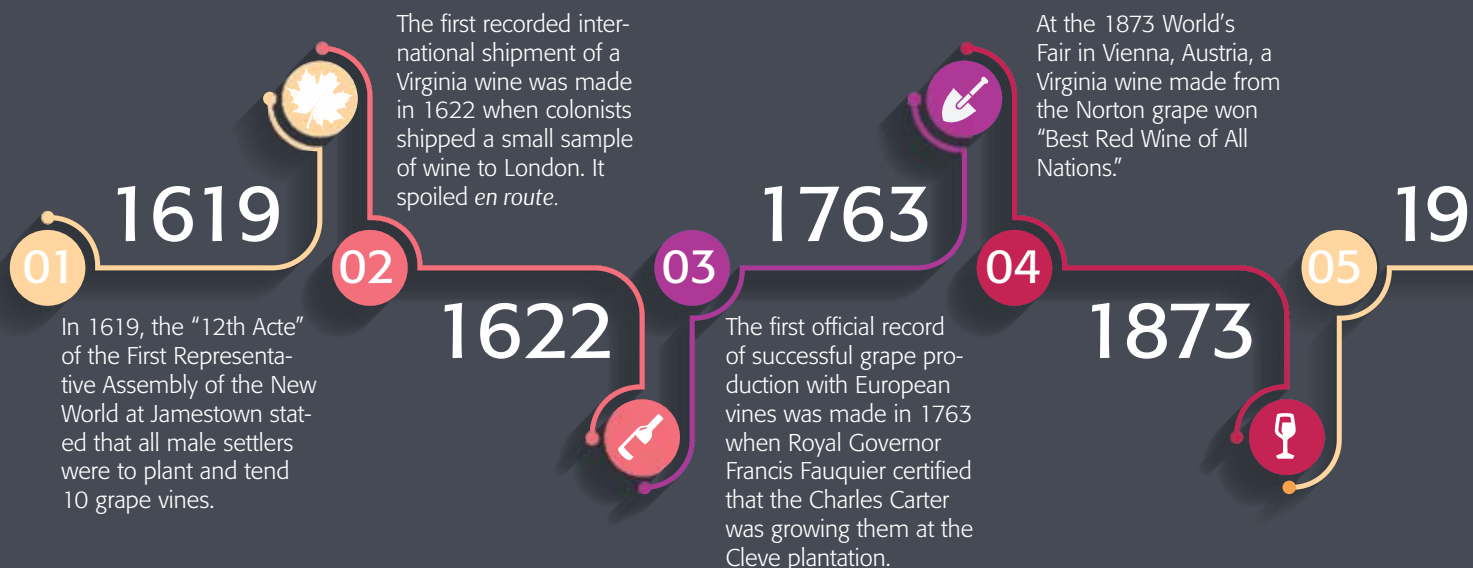 01
1619
In 1619, the “12th Acte”
of the First Representa-
tive Assembly of the New
World at Jamestown stat-
ed that all male settlers
were to plant and tend
10 grape vines.
02
1622
The first recorded inter-
national shipment of a
Virginia wine was made
in 1622 when colonists
shipped a small sample
of wine to London. It
spoiled en route.
03
1763
The first official record
of successful grape pro-
duction with European
vines was made in 1763
when Royal Governor
Francis Fauquier certified
that the Charles Carter
was growing them at the
Cleve plantation.
04
1873
At the 1873 World’s
Fair in Vienna, Austria, a
Virginia wine made from
the Norton grape won
“Best Red Wine of All
Nations.”
05
19